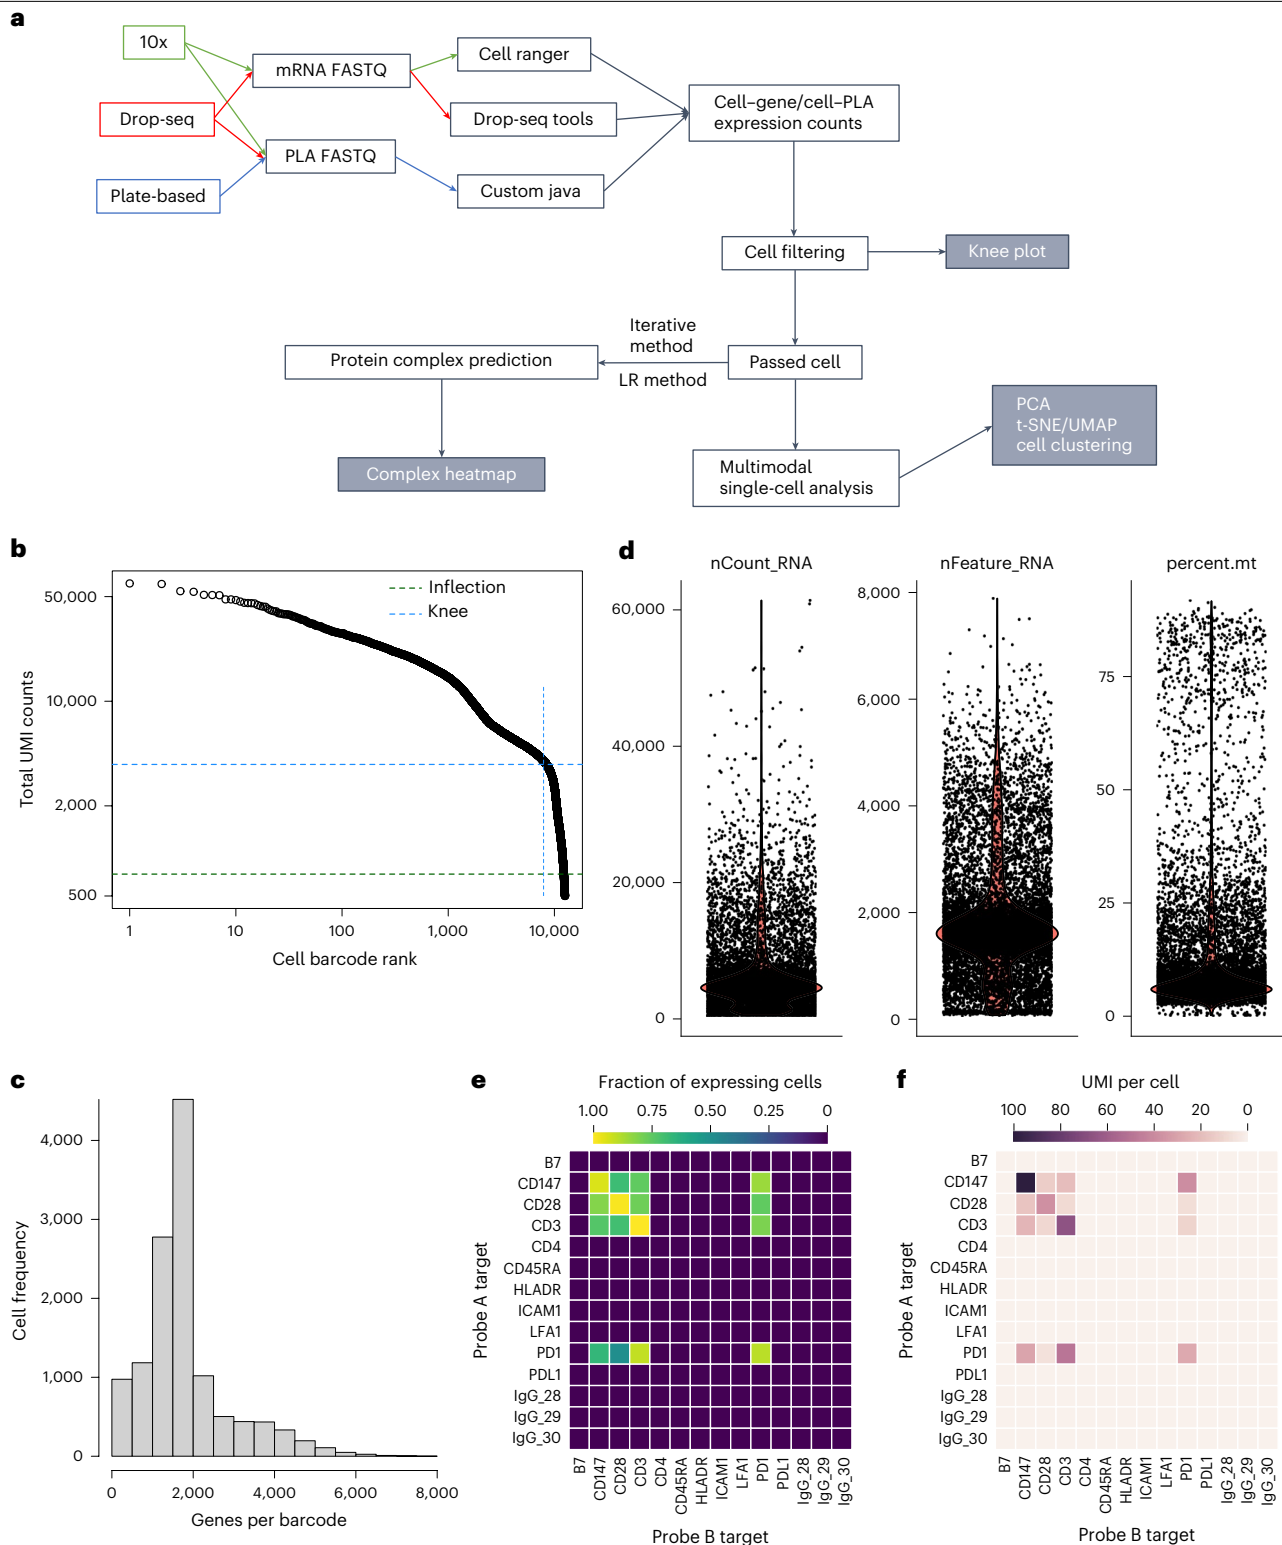 a
10x
Drop-seq
Plate-based
mRNA FASTQ
PLA FASTQ
Cell ranger
Drop-seq tools
Custom java
Cell–gene/cell–PLA
expression counts
Cell filtering
Knee plot
Iterative
method
LR method
Protein complex prediction
Passed cell
Complex heatmap
Multimodal
single-cell analysis
PCA
t-SNE/UMAP
cell clustering
b
Total UMI counts
50,000
10,000
2,000
500
Inflection
Knee
1
10
100
1,000
10,000
Cell barcode rank
d
nCount_RNA
60,000
40,000
20,000
0
nFeature_RNA
8,000
6,000
4,000
2,000
0
percent.mt
75
50
25
0
c
Cell frequency
4,000
3,000
2,000
1,000
0
0
2,000
4,000
6,000
8,000
Genes per barcode
e
Fraction of expressing cells
1.00
0.75
0.50
0.25
0
Probe A target
B7
CD147
CD28
CD3
CD4
CD45RA
HLADR
ICAM1
LFA1
PD1
PDL1
IgG_28
IgG_29
IgG_30
B7
CD147
CD28
CD3
CD4
CD45RA
HLADR
ICAM1
LFA1
PD1
PDL1
IgG_28
IgG_29
IgG_30
Probe B target
f
UMI per cell
100
80
60
40
20
0
Probe A target
B7
CD147
CD28
CD3
CD4
CD45RA
HLADR
ICAM1
LFA1
PD1
PDL1
IgG_28
IgG_29
IgG_30
B7
CD147
CD28
CD3
CD4
CD45RA
HLADR
ICAM1
LFA1
PD1
PDL1
IgG_28
IgG_29
IgG_30
Probe B target